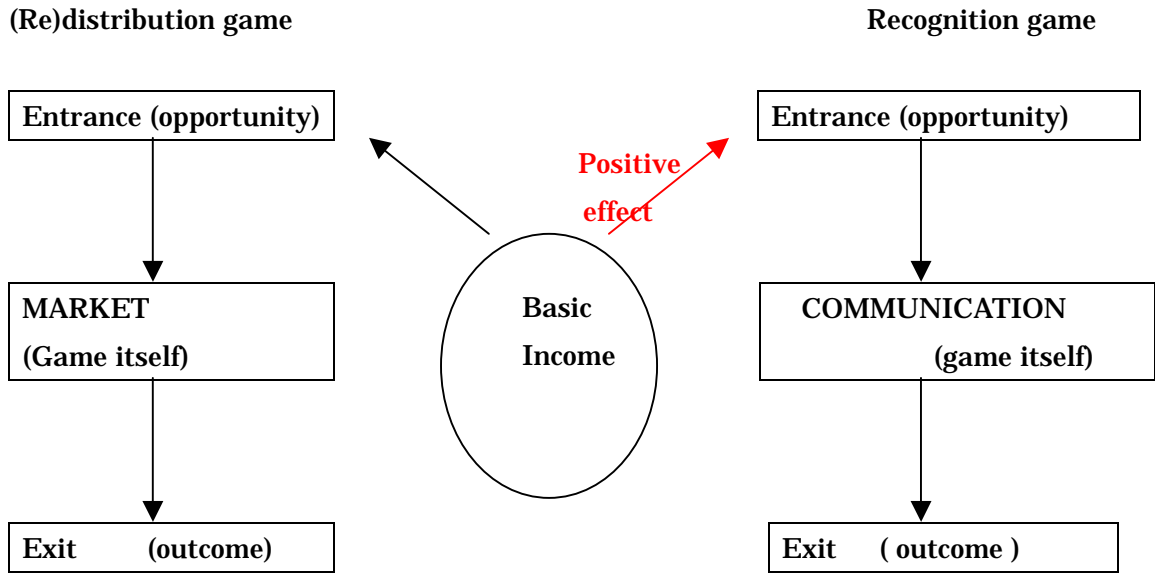 (Re)distribution game
Recognition game
Entrance (opportunity)
Entrance (opportunity)
Positive
effect
MARKET
(Game itself)
Basic
Income
COMMUNICATION
(game itself)
Exit (outcome)
Exit ( outcome )